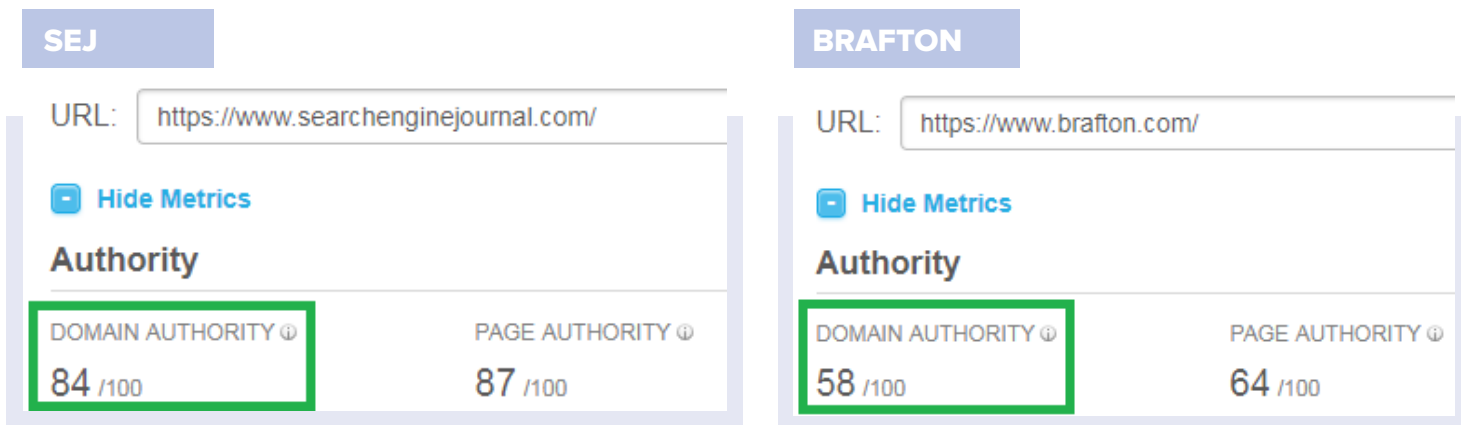 SEJ
URL: https://www.searchenginejournal.com/
- Hide Metrics
Authority
DOMAIN AUTHORITY PAGE AUTHORITY
84 /100 87 /100
BRAFTON
URL: https://www.brafton.com/
- Hide Metrics
Authority
DOMAIN AUTHORITY PAGE AUTHORITY
58 /100 64 /100